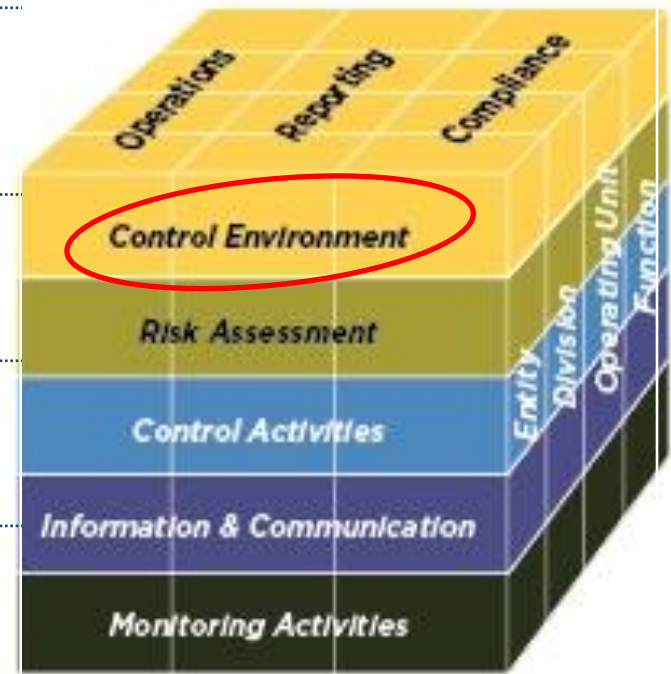 Operations
Reporting
Compliance
Control Environment
Risk Assessment
Control Activities
Information & Communication
Monitoring Activities
Entity
Division
Operating Unit
Function